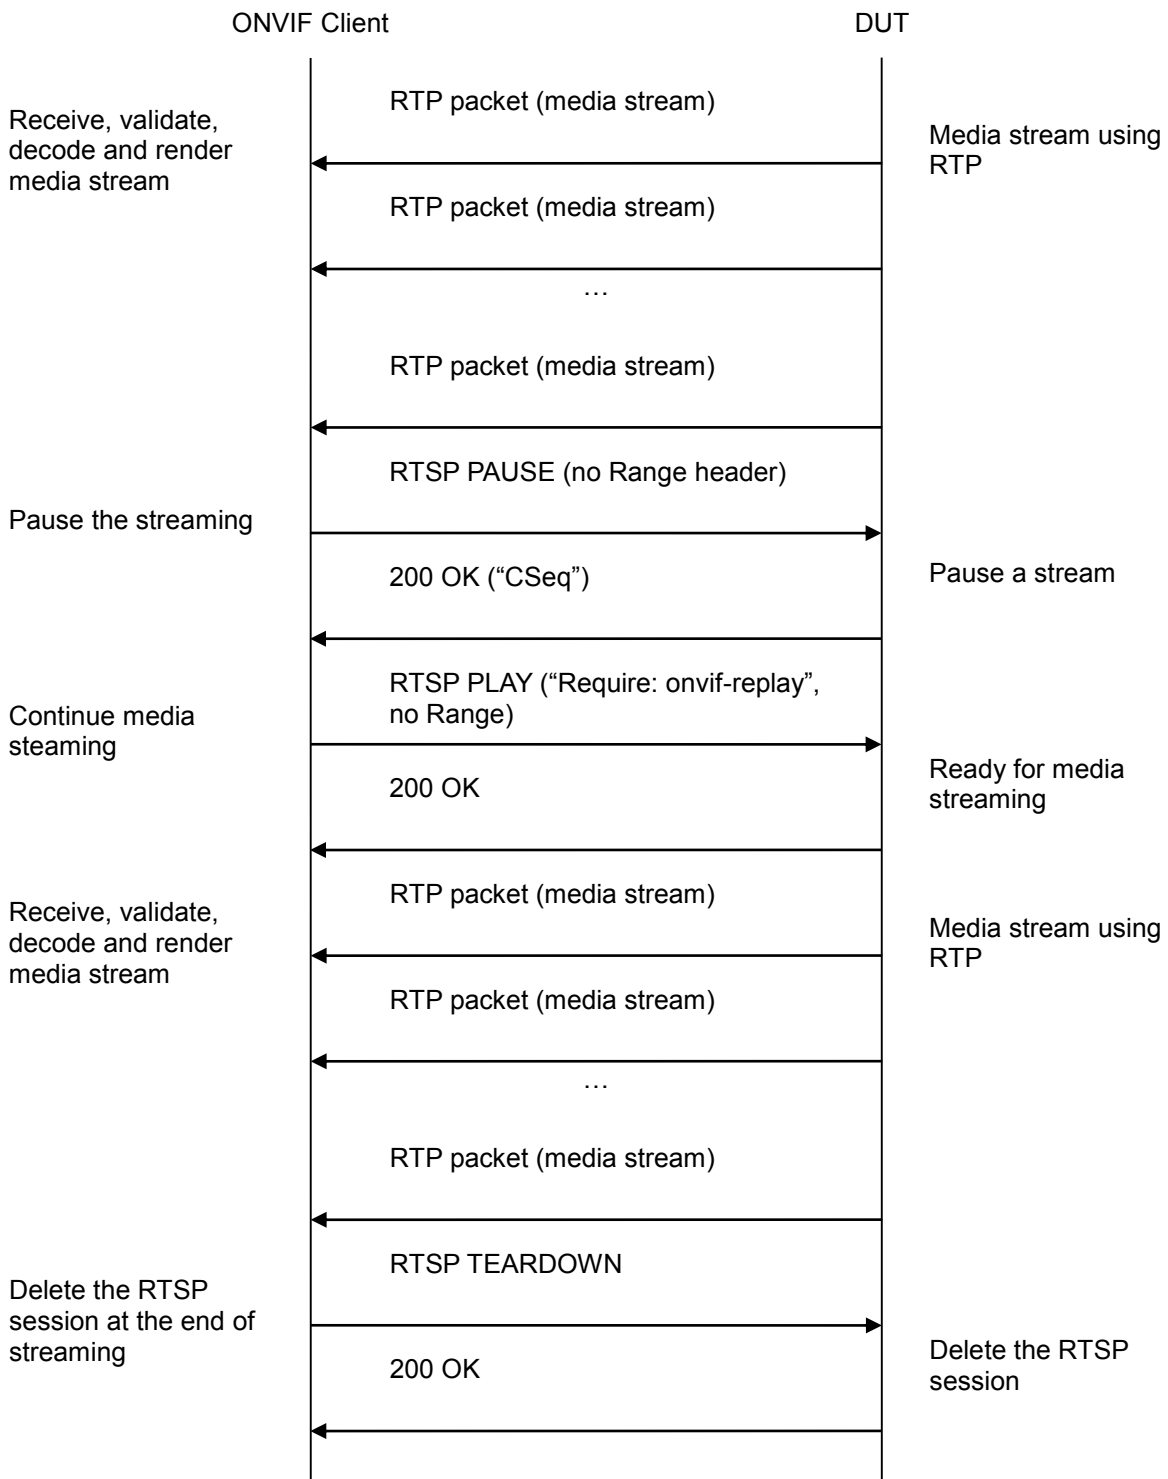 ONVIF Client
DUT
RTP packet (media stream)
Receive, validate,
decode and render
media stream
Media stream using
RTP
RTP packet (media stream)
…
RTP packet (media stream)
RTSP PAUSE (no Range header)
Pause the streaming
200 OK (“CSeq”)
Pause a stream
RTSP PLAY (“Require: onvif-replay”,
no Range)
Continue media
steaming
Ready for media
streaming
200 OK
RTP packet (media stream)
Receive, validate,
decode and render
media stream
Media stream using
RTP
RTP packet (media stream)
…
RTP packet (media stream)
RTSP TEARDOWN
Delete the RTSP
session at the end of
streaming
200 OK
Delete the RTSP
session